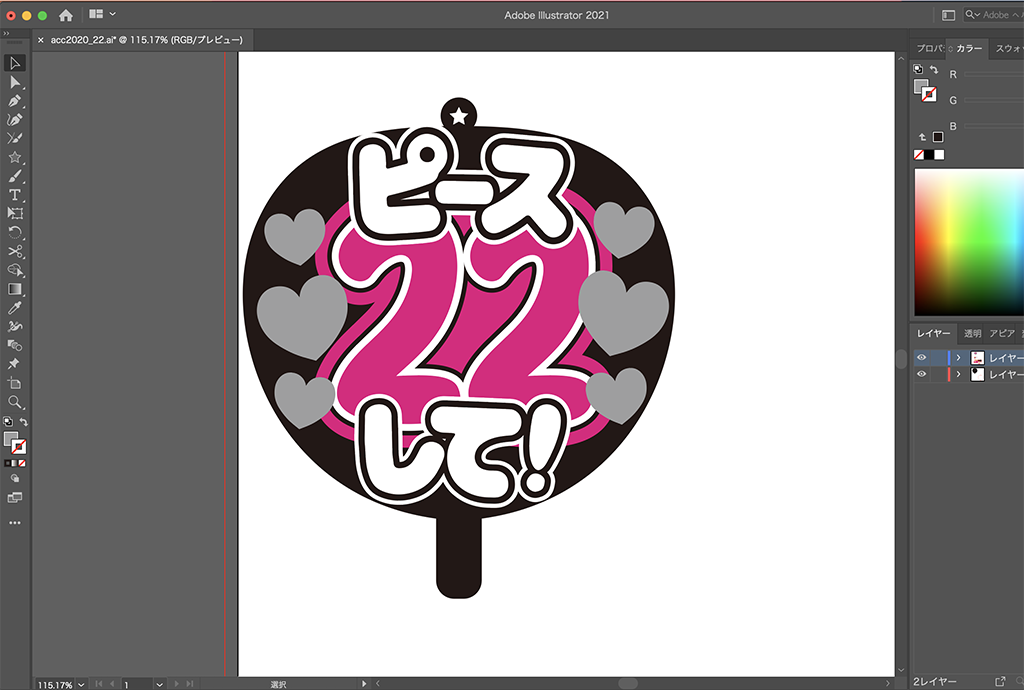 Adobe Illustrator 2021
Adobe ヘ
acc2020_22.ai* @ 115.17% (RGB/プレビュー)
プロパ
カラー
スウォッ
R
G
B
ピース
22
して!
レイヤー
透明
アピア
レイヤー
レイヤー
115.17%
1
選択
2レイヤー